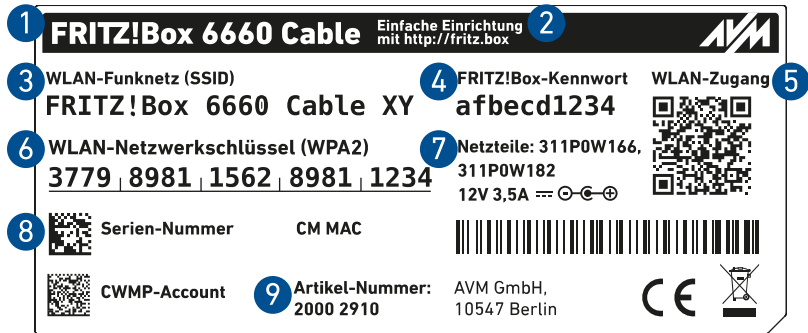 1 FRITZ!Box 6660 Cable Einfache Einrichtung
mit http://fritz.box 2 AVM
3 WLAN-Funknetz (SSID)
FRITZ!Box 6660 Cable XY
4 FRITZ!Box-Kennwort
afbecd1234
WLAN-Zugang 5
6 WLAN-Netzwerkschlüssel (WPA2)
3779 8981 1562 8981 1234
7 Netzteile: 311P0W166,
311P0W182
12V 3,5A
8 Serien-Nummer CM MAC
CWMP-Account
9 Artikel-Nummer:
2000 2910
AVM GmbH,
10547 Berlin
CE